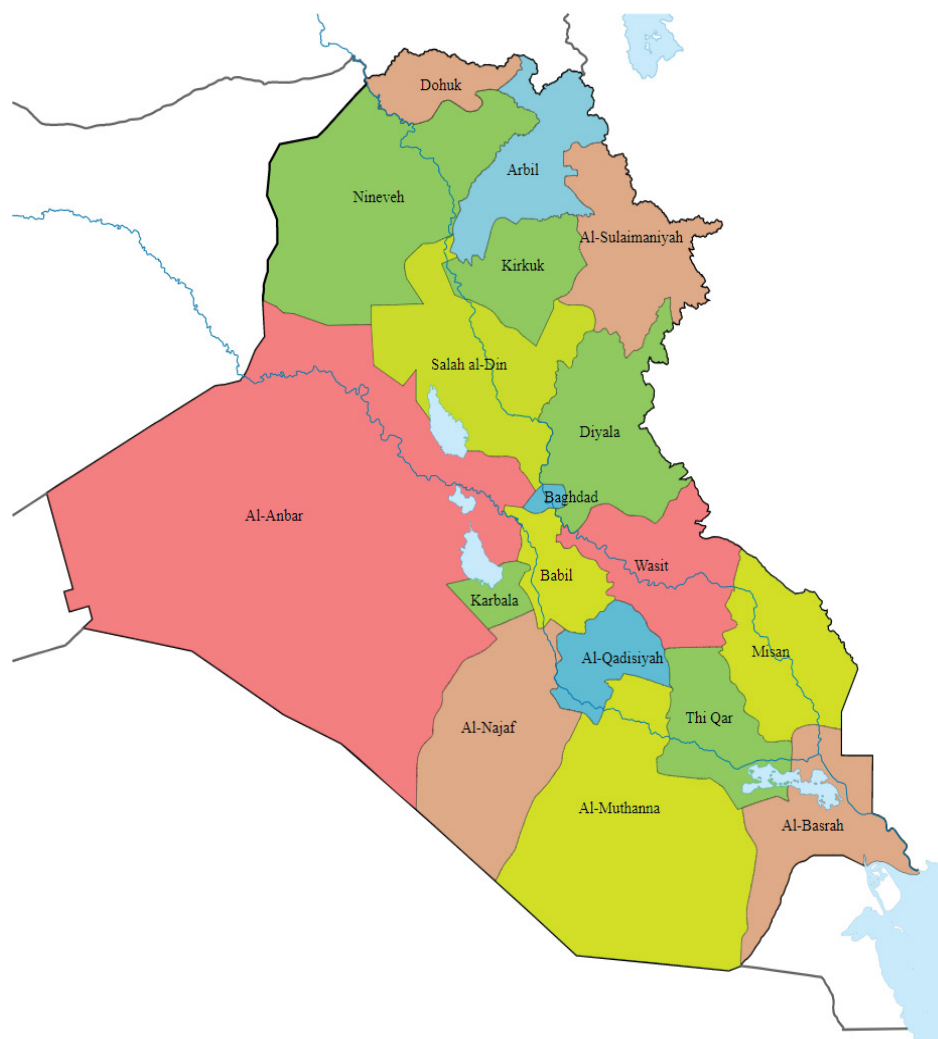 Dohuk
Arbil
Nineveh
Al-Sulaimaniyah
Kirkuk
Salah al-Din
Diyala
Baghdad
Al-Anbar
Wasit
Babil
Karbala
Misan
Al-Qadisiyah
Thi Qar
Al-Najaf
Al-Muthanna
Al-Basrah